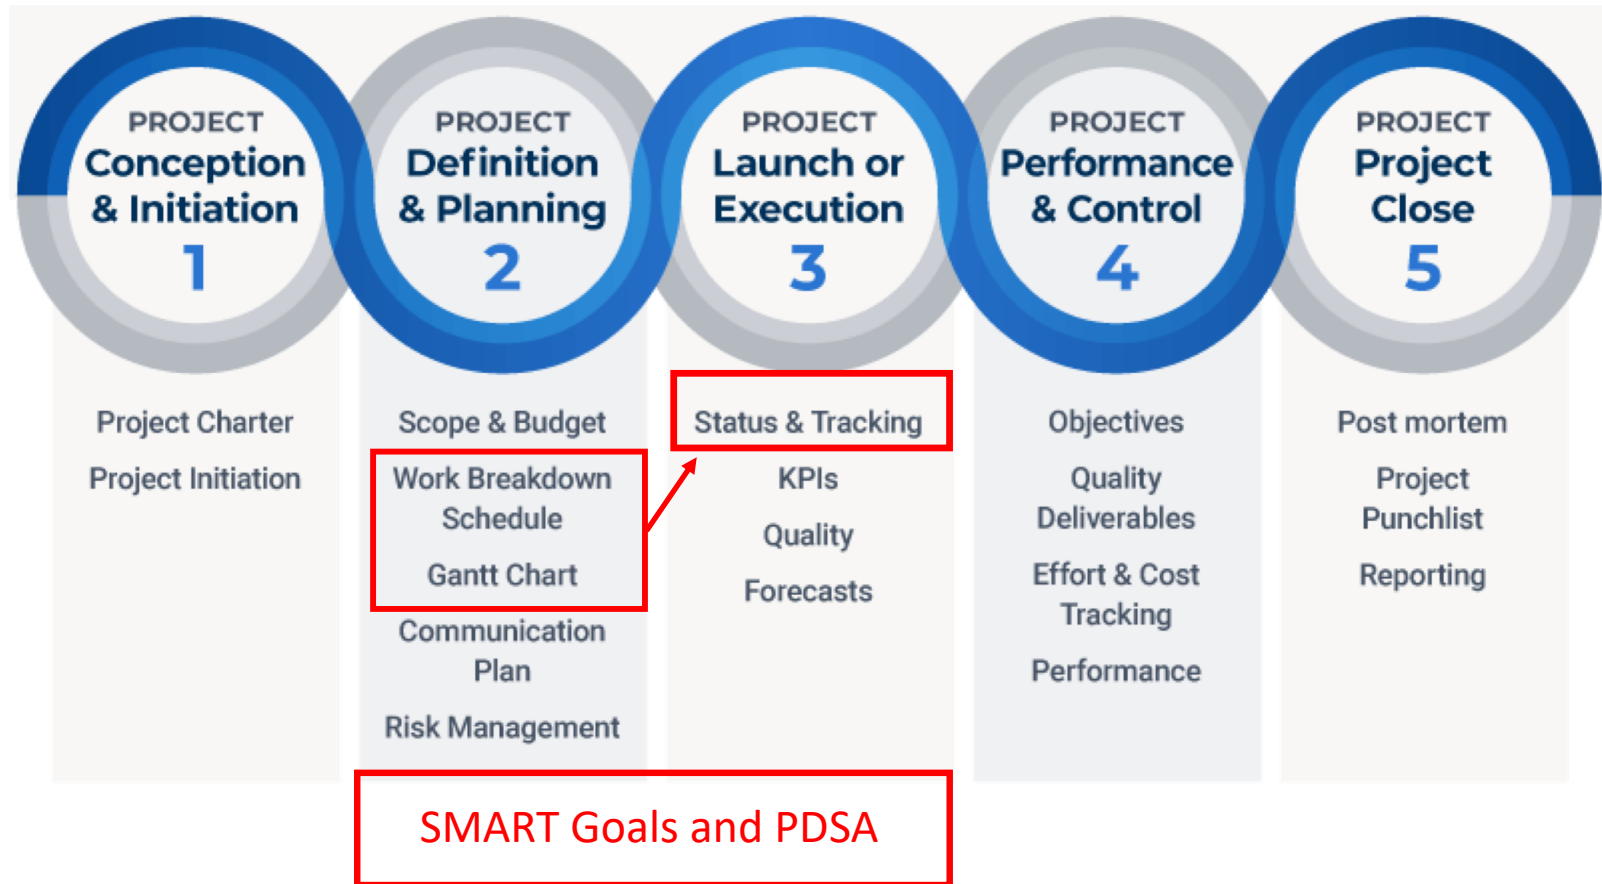 PROJECT
Conception
& Initiation
1
Project Charter
Project Initiation
PROJECT
Definition
& Planning
2
Scope & Budget
Work Breakdown
Schedule
Gantt Chart
Communication
Plan
Risk Management
PROJECT
Launch or
Execution
3
Status & Tracking
KPIs
Quality
Forecasts
PROJECT
Performance
& Control
4
Objectives
Quality
Deliverables
Effort & Cost
Tracking
Performance
PROJECT
Project
Close
5
Post mortem
Project
Punchlist
Reporting
SMART Goals and PDSA